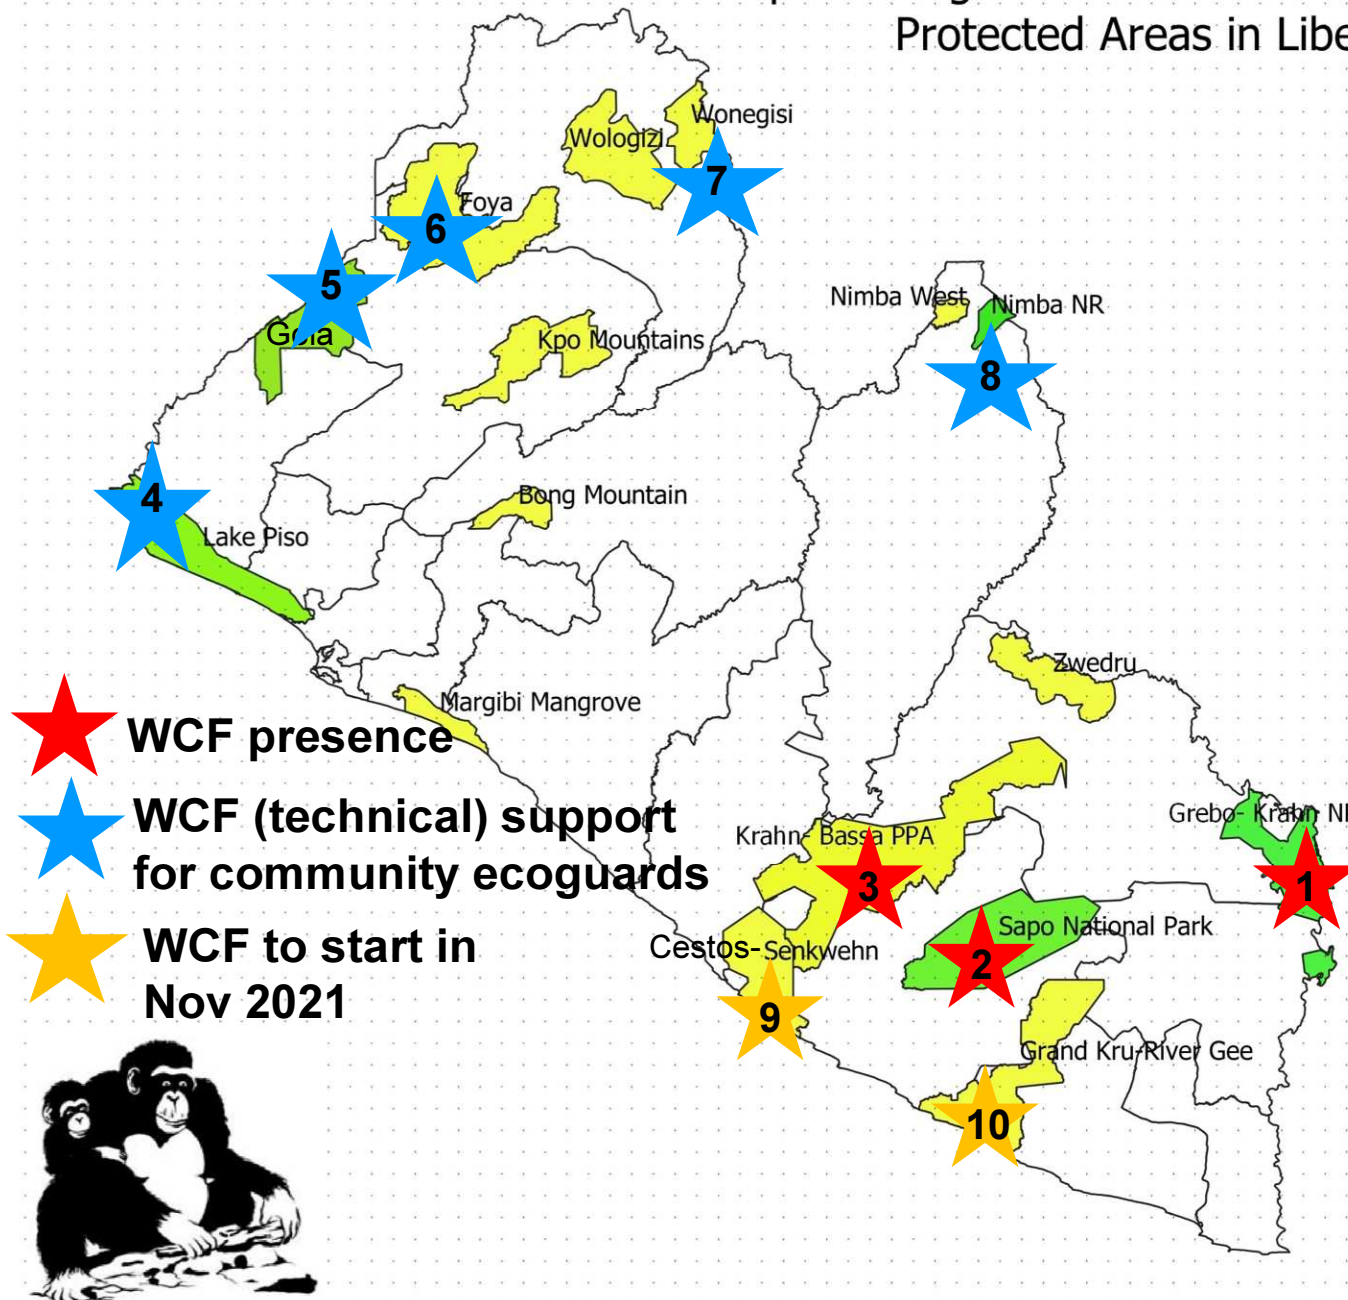 Protected Areas in Libe
Wonegisi
Wologizi
7
Foya
6
5
Gola
Nimba West
Nimba NR
Kpo Mountains
8
4
Bong Mountain
Lake Piso
Zwedru
Margibi Mangrove
WCF presence
WCF (technical) support
for community ecoguards
WCF to start in
Nov 2021
Grebo- Krahn N
Krahn- Bassa PPA
3
1
Sapo National Park
Cestos-Senkwehn
2
9
Grand Kru-River Gee
10